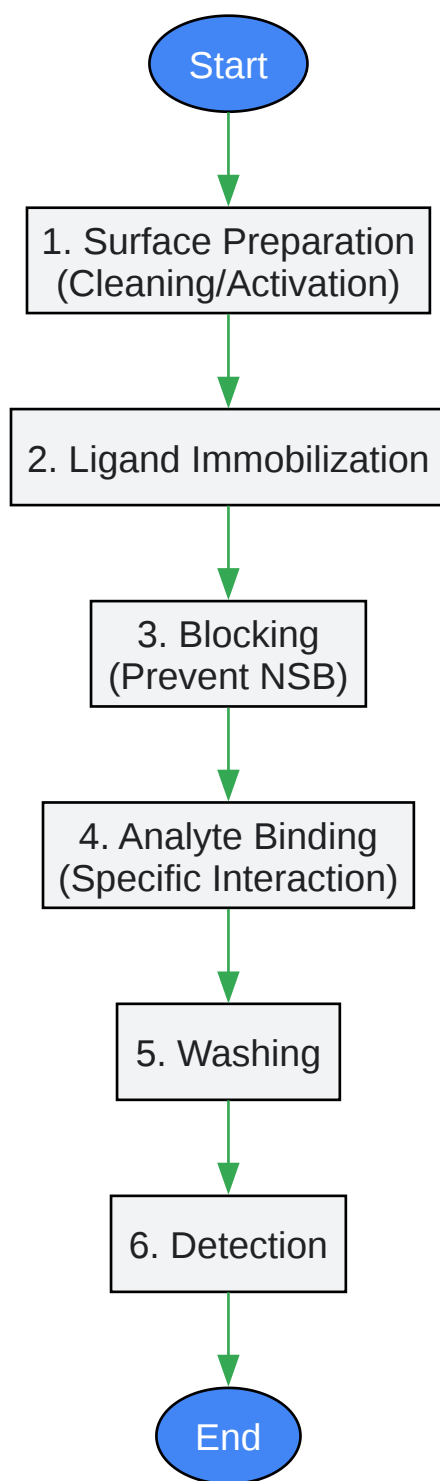 Start
1. Surface Preparation
(Cleaning/Activation)
2. Ligand Immobilization
3. Blocking
(Prevent NSB)
4. Analyte Binding
(Specific Interaction)
5. Washing
6. Detection
End